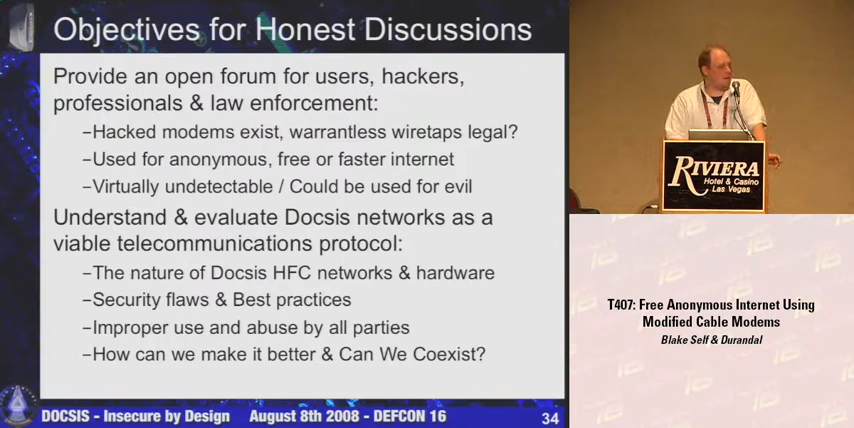 Objectives for Honest Discussions
Provide an open forum for users, hackers,
professionals & law enforcement:
–Hacked modems exist, warrantless wiretaps legal?
–Used for anonymous, free or faster internet
–Virtually undetectable / Could be used for evil
Understand & evaluate Docsis networks as a
viable telecommunications protocol:
–The nature of Docsis HFC networks & hardware
–Security flaws & Best practices
–Improper use and abuse by all parties
–How can we make it better & Can We Coexist?
DOCSIS - Insecure by Design August 8th 2008 - DEFCON 16 34
RIVIERA
Hotel & Casino
Las Vegas
T407: Free Anonymous Internet Using
Modified Cable Modems
Blake Self & Durandal